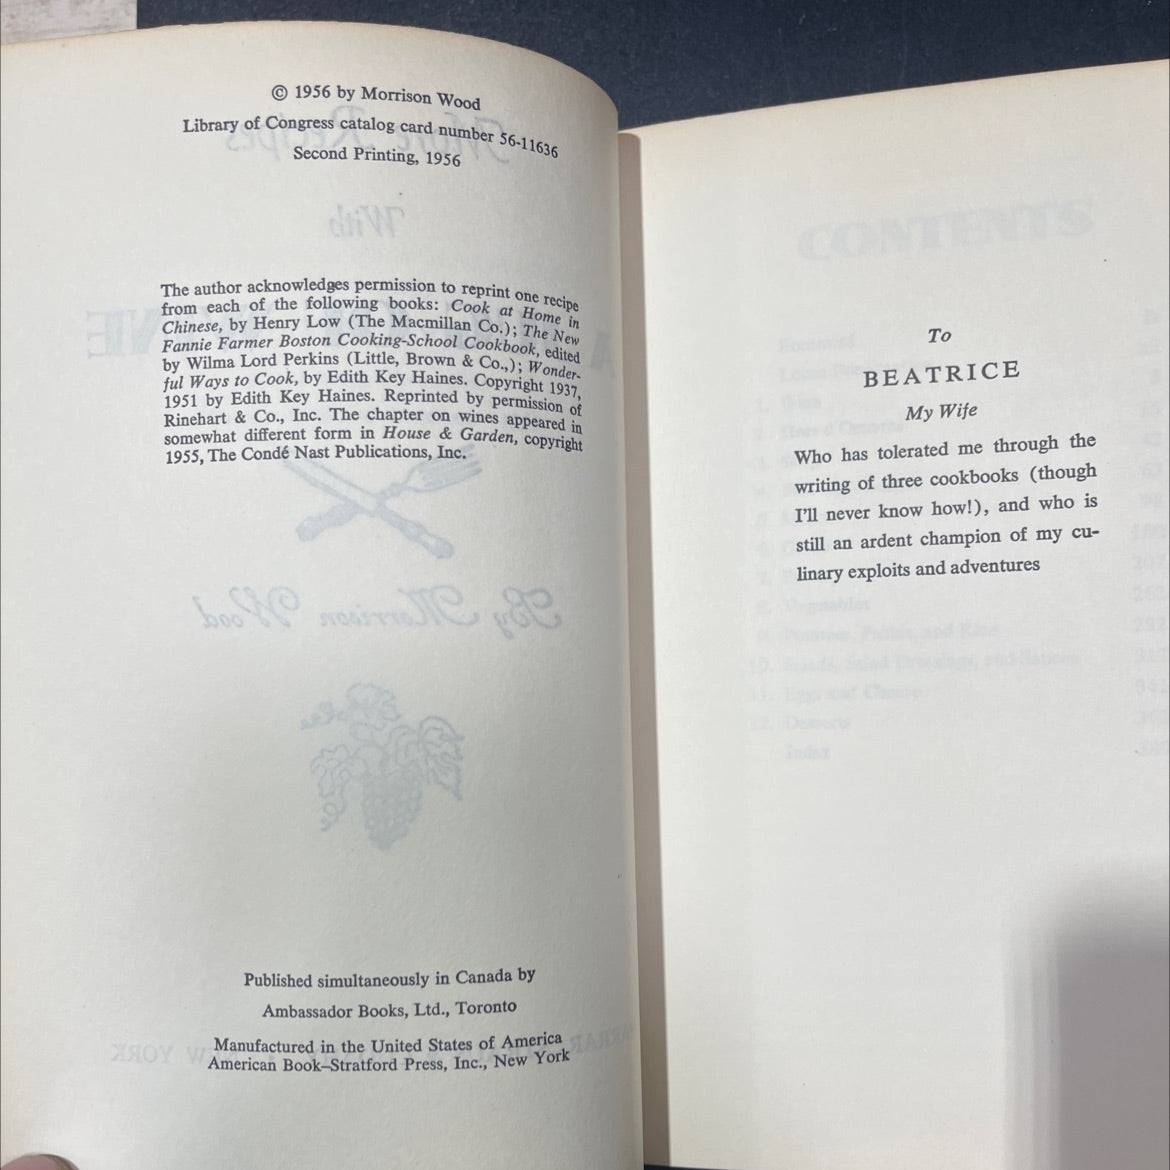 © 1956 by Morrison Wood
Library of Congress catalog card number 56-11636
Second Printing, 1956
The author acknowledges permission to reprint one recipe
from each of the following books: Cook at Home in
Chinese, by Henry Low (The Macmillan Co.); The New
Fannie Farmer Boston Cooking-School Cookbook, edited
by Wilma Lord Perkins (Little, Brown & Co.,); Wonder-
ful Ways to Cook, by Edith Key Haines. Copyright 1937,
1951 by Edith Key Haines. Reprinted by permission of
Rinehart & Co., Inc. The chapter on wines appeared in
somewhat different form in House & Garden, copyright
1955, The Condé Nast Publications, Inc.
Published simultaneously in Canada by
Ambassador Books, Ltd., Toronto
Manufactured in the United States of America
American Book–Stratford Press, Inc., New York
To
BEATRICE
My Wife
Who has tolerated me through the
writing of three cookbooks (though
I'll never know how!), and who is
still an ardent champion of my cu-
linary exploits and adventures